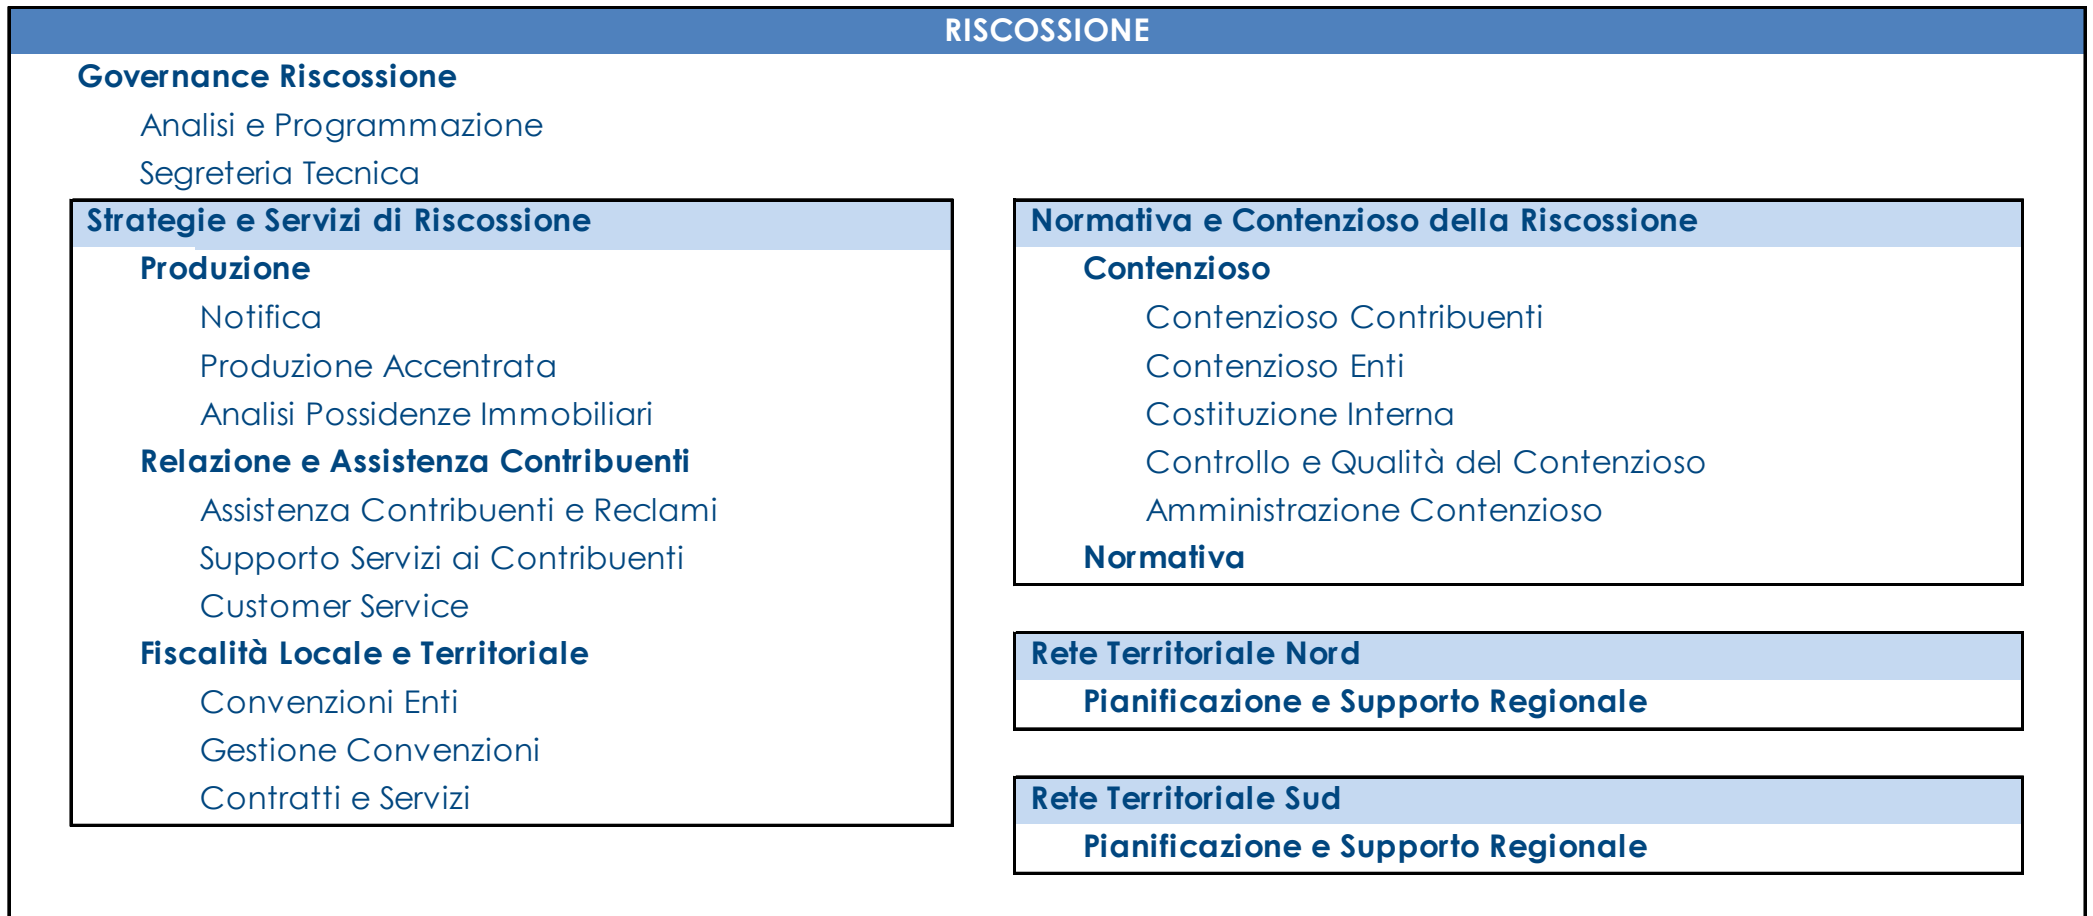 RISCOSSIONE
Governance Riscossione
Analisi e Programmazione
Segreteria Tecnica
Strategie e Servizi di Riscossione
Produzione
Notifica
Produzione Accentrata
Analisi Possidenze Immobiliari
Relazione e Assistenza Contribuenti
Assistenza Contribuenti e Reclami
Supporto Servizi ai Contribuenti
Customer Service
Fiscalità Locale e Territoriale
Convenzioni Enti
Gestione Convenzioni
Contratti e Servizi
Normativa e Contenzioso della Riscossione
Contenzioso
Contenzioso Contribuenti
Contenzioso Enti
Costituzione Interna
Controllo e Qualità del Contenzioso
Amministrazione Contenzioso
Normativa
Rete Territoriale Nord
Pianificazione e Supporto Regionale
Rete Territoriale Sud
Pianificazione e Supporto Regionale